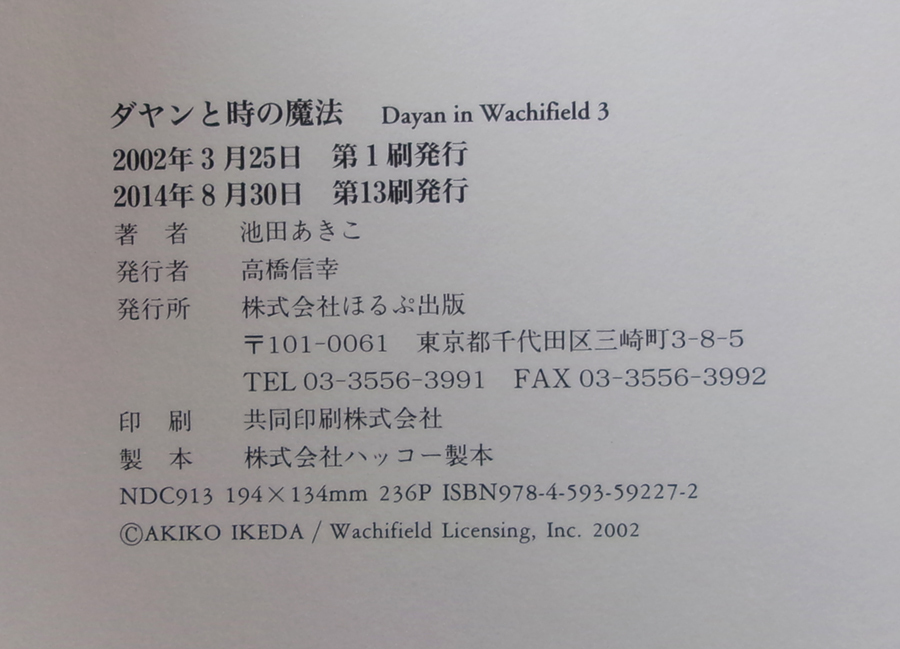 ダヤンと時の魔法 Dayan in Wachifield 3
2002年3月25日 第1刷発行
2014年8月30日 第13刷発行
著 者 池田あきこ
発行者 高橋信幸
発行所 株式会社ほるぷ出版
〒101-0061 東京都千代田区三崎町3-8-5
TEL 03-3556-3991 FAX 03-3556-3992
印 刷 共同印刷株式会社
製 本 株式会社ハッコー製本
NDC913 194×134mm 236P ISBN978-4-593-59227-2
©AKIKO IKEDA / Wachifield Licensing, Inc. 2002